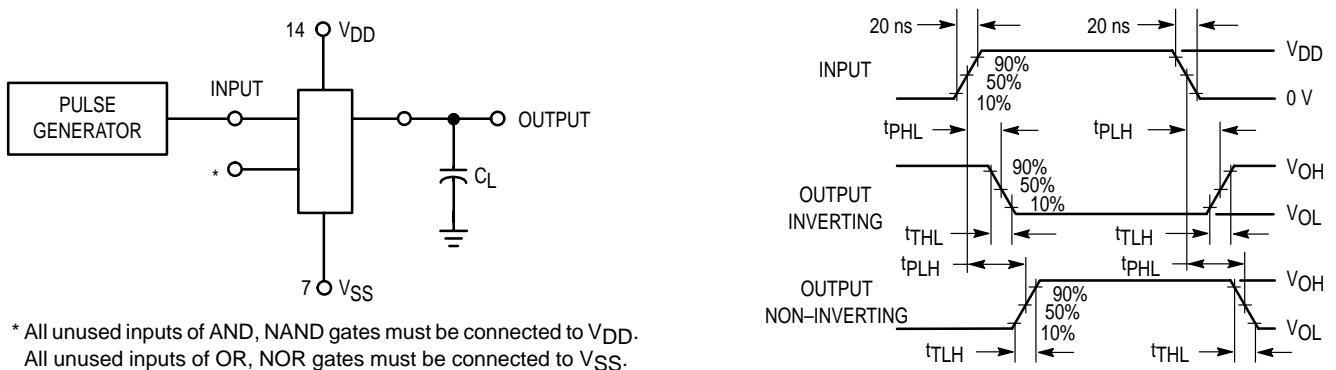 14 VDD
INPUT
PULSE
GENERATOR
OUTPUT
*
CL
7 VSS
* All unused inputs of AND, NAND gates must be connected to VDD.
All unused inputs of OR, NOR gates must be connected to VSS.
20 ns
20 ns
INPUT
90%
50%
10%
VDD
0 V
tPHL
tPLH
OUTPUT
INVERTING
90%
50%
10%
VOH
VOL
tTHL
tTLH
tPLH
tPHL
OUTPUT
NON–INVERTING
90%
50%
10%
VOH
VOL
tTLH
tTHL